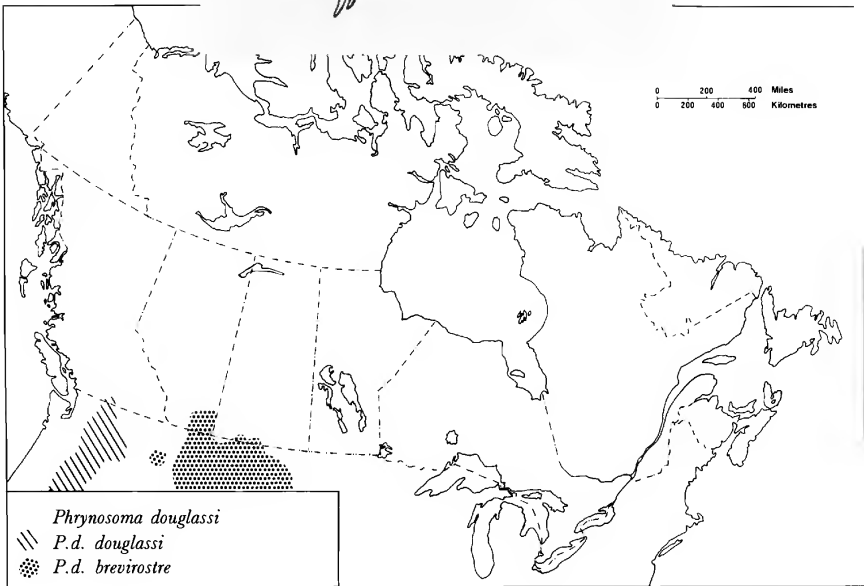 0 200 400 Miles
0 200 400 600 Kilometres
Phrynosoma douglassi
P.d. douglassi
P.d. brevirostre